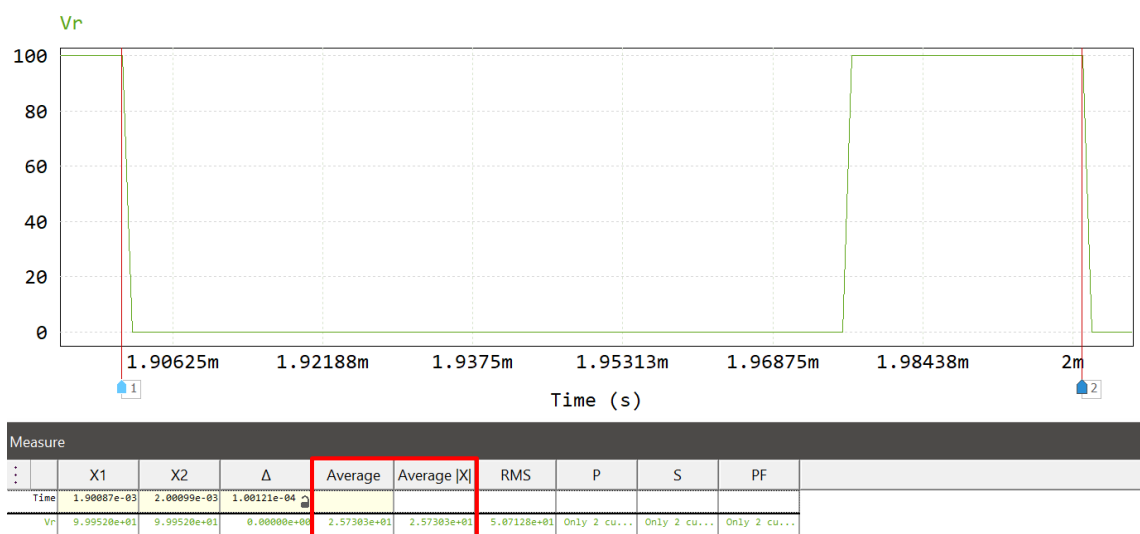 Vr
100
80
60
40
20
0
1.90625m 1.92188m 1.9375m 1.95313m 1.96875m 1.98438m 2m
1 2
Time (s)
Measure
X1 X2 Δ Average Average |X| RMS P S PF
Time 1.90087e-03 2.00099e-03 1.00121e-04
Vr 9.99520e+01 9.99520e+01 0.00000e+00 2.57303e+01 2.57303e+01 5.07128e+01 Only 2 cu... Only 2 cu... Only 2 cu...